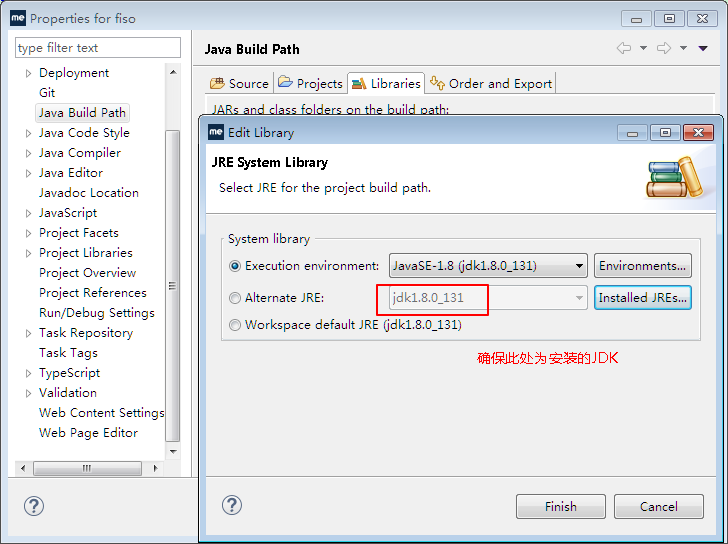 me Properties for fiso
type filter text
Deployment
Git
Java Build Path
Java Code Style
Java Compiler
Java Editor
Javadoc Location
JavaScript
Project Facets
Project Libraries
Project Overview
Project References
Run/Debug Settings
Task Repository
Task Tags
TypeScript
Validation
Web Content Settings
Web Page Editor
Java Build Path
Source Projects Libraries Order and Export
JARs and class folders on the build path:
me Edit Library
JRE System Library
Select JRE for the project build path.
System library
Execution environment: JavaSE-1.8 (jdk1.8.0_131) Environments...
Alternate JRE: jdk1.8.0_131 Installed JREs...
Workspace default JRE (jdk1.8.0_131)
确保此处为安装的JDK
Finish Cancel